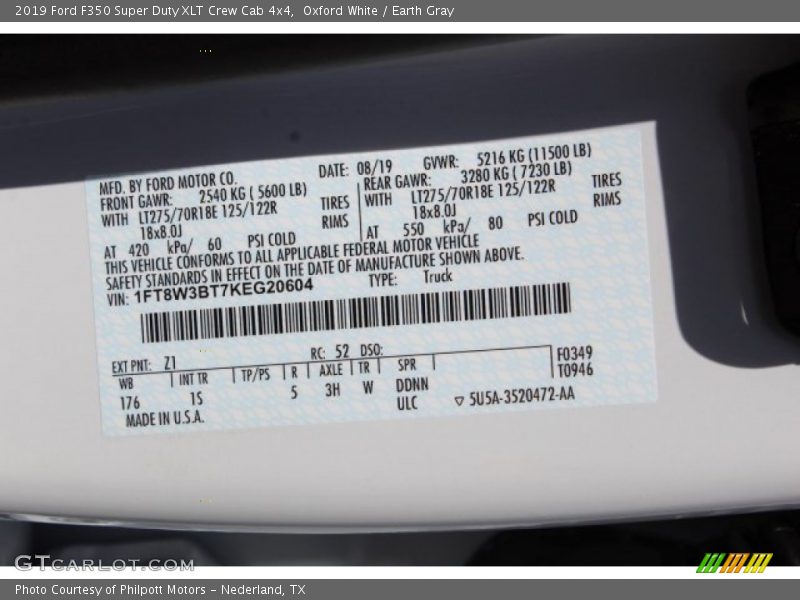 2019 Ford F350 Super Duty XLT Crew Cab 4x4, Oxford White / Earth Gray
MFD. BY FORD MOTOR CO. DATE: 08/19 GVWR: 5216 KG (11500 LB)
FRONT GAWR: 2540 KG ( 5600 LB) REAR GAWR: 3280 KG ( 7230 LB)
WITH LT275/70R18E 125/122R TIRES WITH LT275/70R18E 125/122R TIRES
18x8.0J RIMS 18x8.0J RIMS
AT 420 kPa/ 60 PSI COLD AT 550 kPa/ 80 PSI COLD
THIS VEHICLE CONFORMS TO ALL APPLICABLE FEDERAL MOTOR VEHICLE
SAFETY STANDARDS IN EFFECT ON THE DATE OF MANUFACTURE SHOWN ABOVE.
VIN: 1FT8W3BT7KEG20604 TYPE: Truck
EXT PNT: Z1 RC: 52 DSO: F0349
WB INT TR TP/PS R AXLE TR SPR T0946
176 1S 5 3H W DDNN
ULC ▽ 5U5A-3520472-AA
MADE IN U.S.A.
GTCarLot.com
Photo Courtesy of Philpott Motors - Nederland, TX